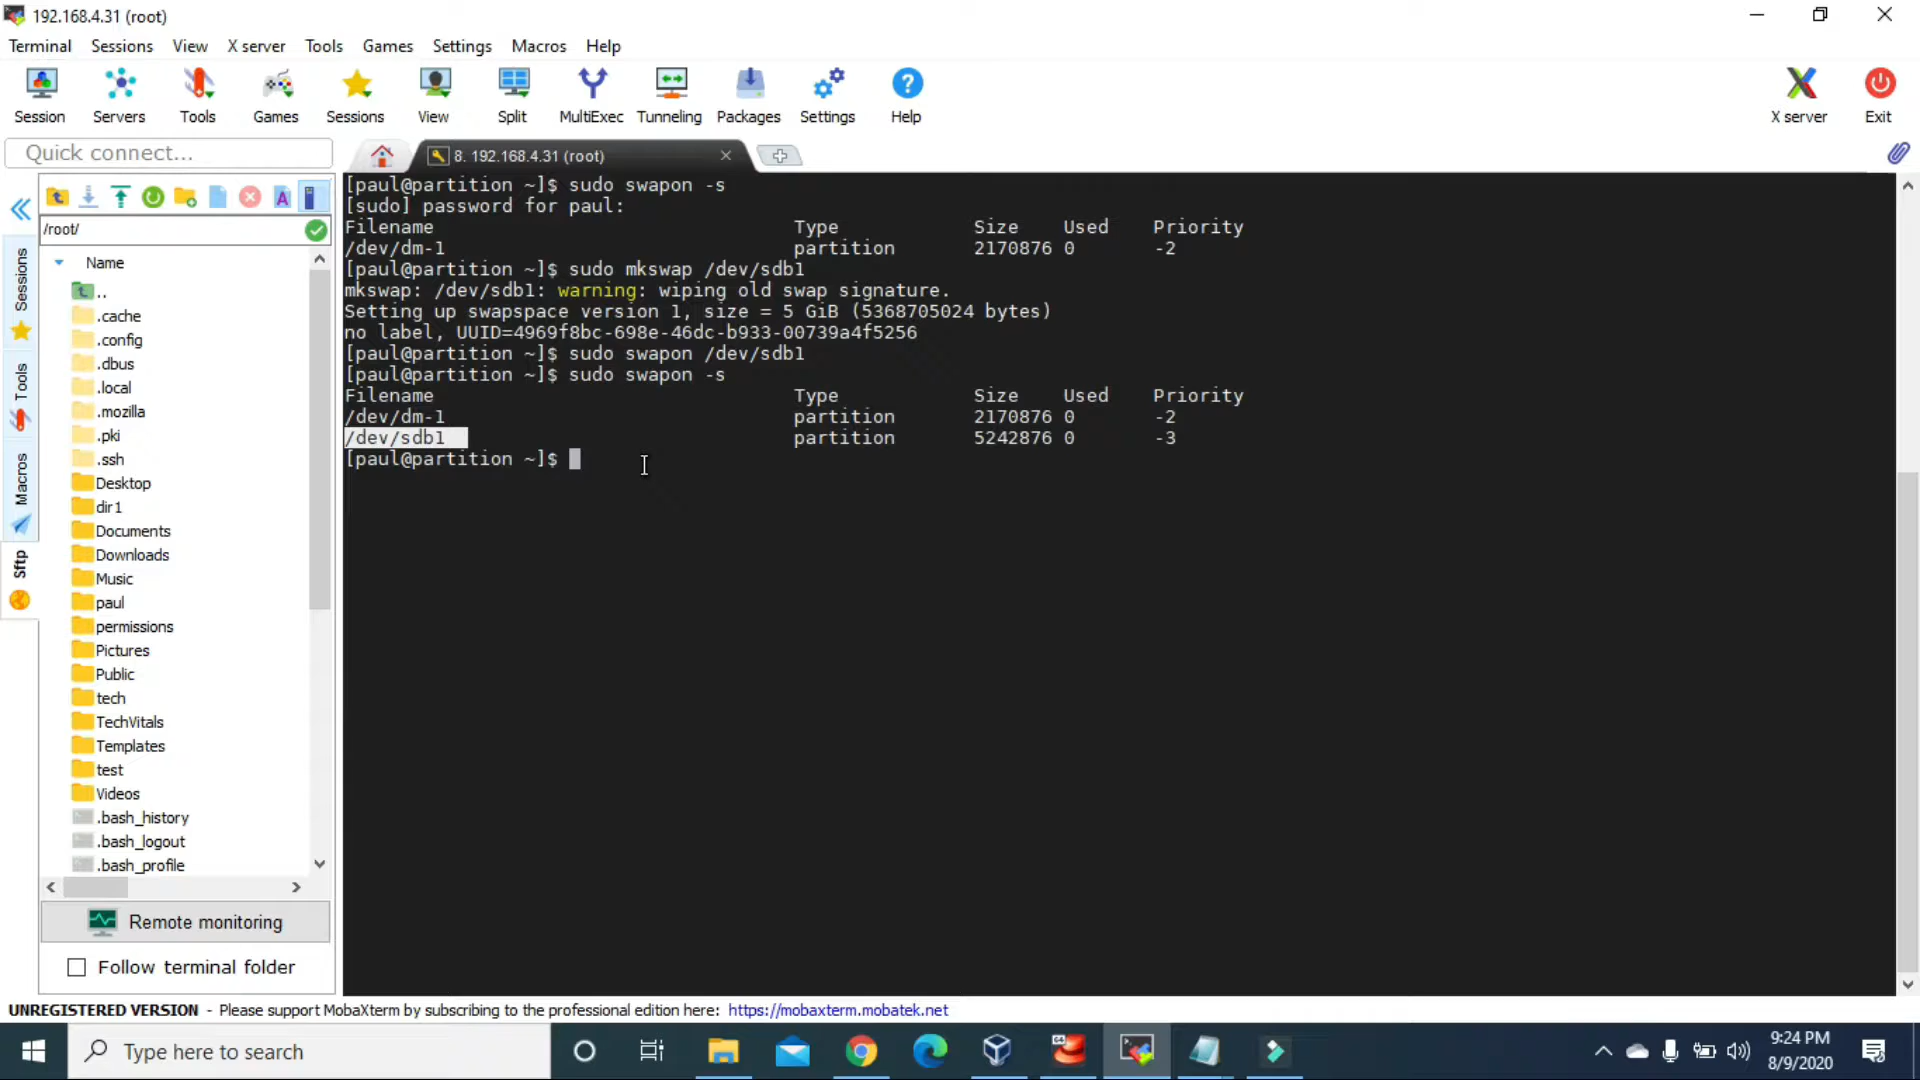 192.168.4.31 (root)
Terminal Sessions View X server Tools Games Settings Macros Help
Session Servers Tools Games Sessions View Split MultiExec Tunneling Packages Settings Help X server Exit
Quick connect...
8. 192.168.4.31 (root)
/root/
Name
..
.cache
.config
.dbus
.local
.mozilla
.pki
.ssh
Desktop
dir1
Documents
Downloads
Music
paul
permissions
Pictures
Public
tech
TechVitals
Templates
test
Videos
.bash_history
.bash_logout
.bash_profile
Sessions
Tools
Macros
Sftp
Remote monitoring
Follow terminal folder
[paul@partition ~]$ sudo swapon -s
[sudo] password for paul:
Filename Type Size Used Priority
/dev/dm-1 partition 2170876 0 -2
[paul@partition ~]$ sudo mkswap /dev/sdb1
mkswap: /dev/sdb1: warning: wiping old swap signature.
Setting up swapspace version 1, size = 5 GiB (5368705024 bytes)
no label, UUID=4969f8bc-698e-46dc-b933-00739a4f5256
[paul@partition ~]$ sudo swapon /dev/sdb1
[paul@partition ~]$ sudo swapon -s
Filename Type Size Used Priority
/dev/dm-1 partition 2170876 0 -2
/dev/sdb1 partition 5242876 0 -3
[paul@partition ~]$
UNREGISTERED VERSION - Please support MobaXterm by subscribing to the professional edition here: https://mobaxterm.mobatek.net
Type here to search
9:24 PM
8/9/2020